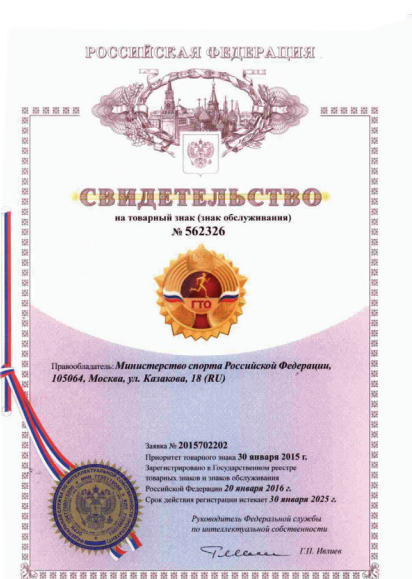 РОССИЙСКАЯ ФЕДЕРАЦИЯ
СВИДЕТЕЛЬСТВО
на товарный знак (знак обслуживания)
№ 562326
ГТО
Правообладатель: Министерство спорта Российской Федерации,
105064, Москва, ул. Казакова, 18 (RU)
Заявка № 2015702202
Приоритет товарного знака 30 января 2015 г.
Зарегистрировано в Государственном реестре
товарных знаков и знаков обслуживания
Российской Федерации 20 января 2016 г.
Срок действия регистрации истекает 30 января 2025 г.
Руководитель Федеральной службы
по интеллектуальной собственности
Г.П. Ивлиев